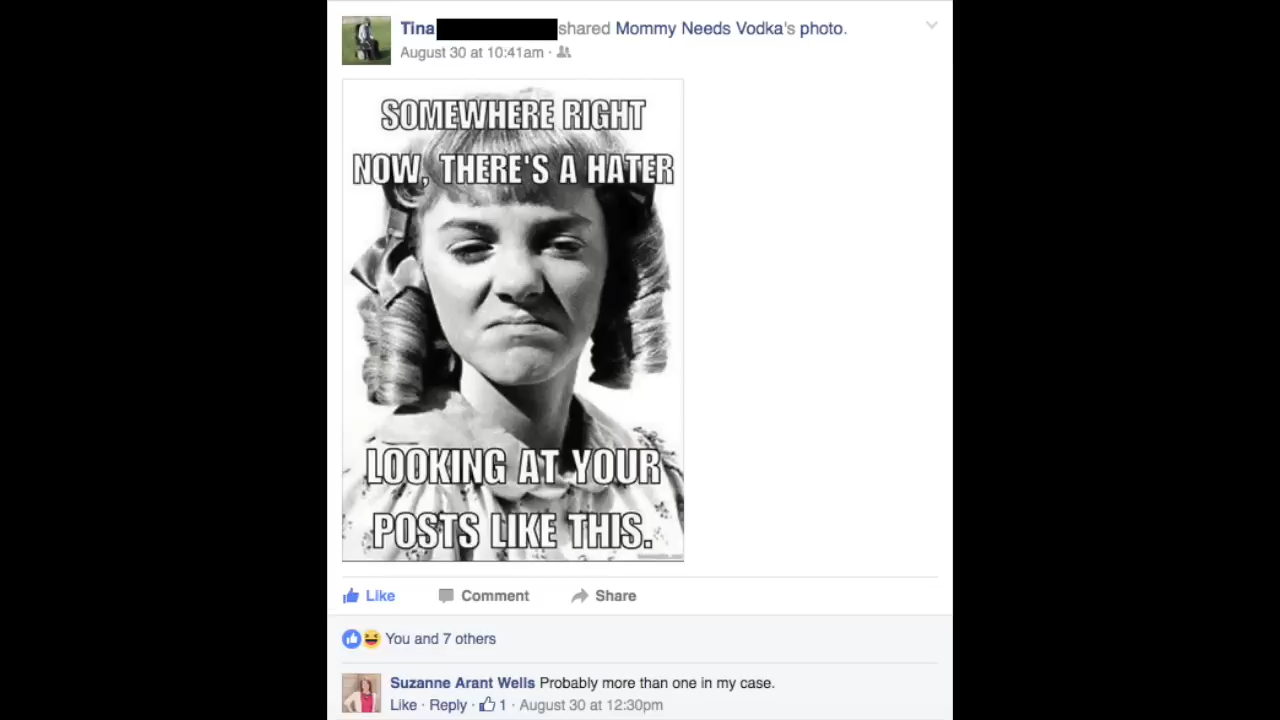 Tina shared Mommy Needs Vodka's photo.
August 30 at 10:41am ·
SOMEWHERE RIGHT
NOW, THERE'S A HATER
LOOKING AT YOUR
POSTS LIKE THIS.
Like Comment Share
You and 7 others
Suzanne Arant Wells Probably more than one in my case.
Like · Reply · 1 · August 30 at 12:30pm